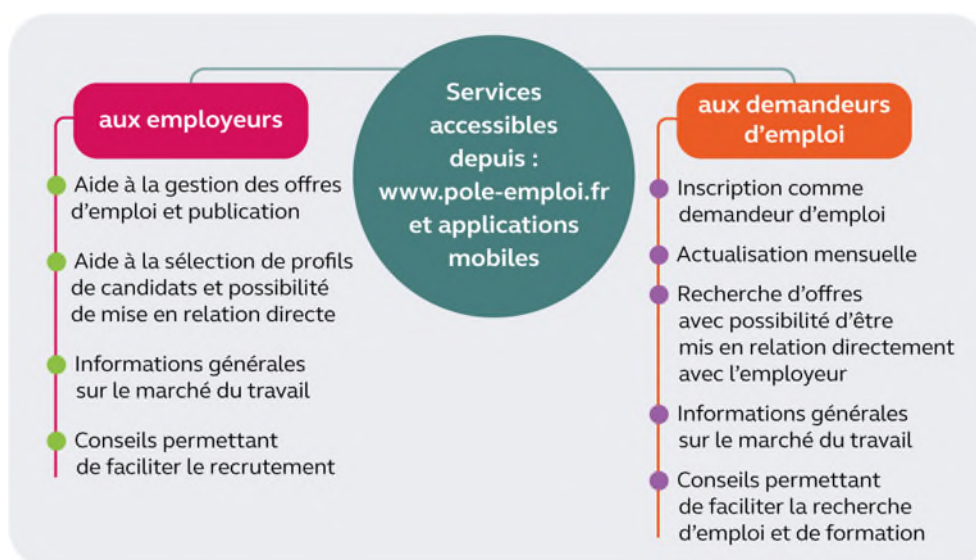 Services
accessibles
depuis :
www.pole-emploi.fr
et applications
mobiles
aux employeurs
Aide à la gestion des offres
d'emploi et publication
Aide à la sélection de profils
de candidats et possibilité
de mise en relation directe
Informations générales
sur le marché du travail
Conseils permettant
de faciliter le recrutement
aux demandeurs
d'emploi
Inscription comme
demandeur d'emploi
Actualisation mensuelle
Recherche d'offres
avec possibilité d'être
mis en relation directement
avec l'employeur
Informations générales
sur le marché du travail
Conseils permettant
de faciliter la recherche
d'emploi et de formation